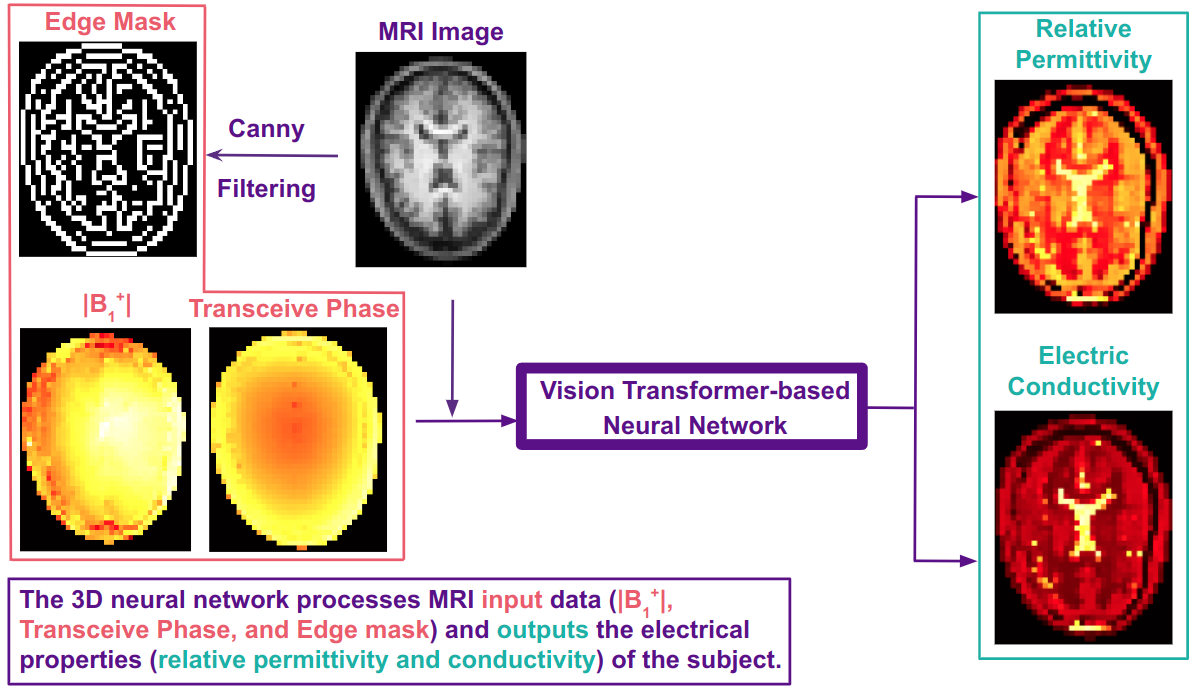 Edge Mask
MRI Image
Canny
Filtering
|B₁⁺|
Transceive Phase
Vision Transformer-based
Neural Network
Relative
Permittivity
Electric
Conductivity
The 3D neural network processes MRI input data (|B₁⁺|,
Transceive Phase, and Edge mask) and outputs the electrical
properties (relative permittivity and conductivity) of the subject.